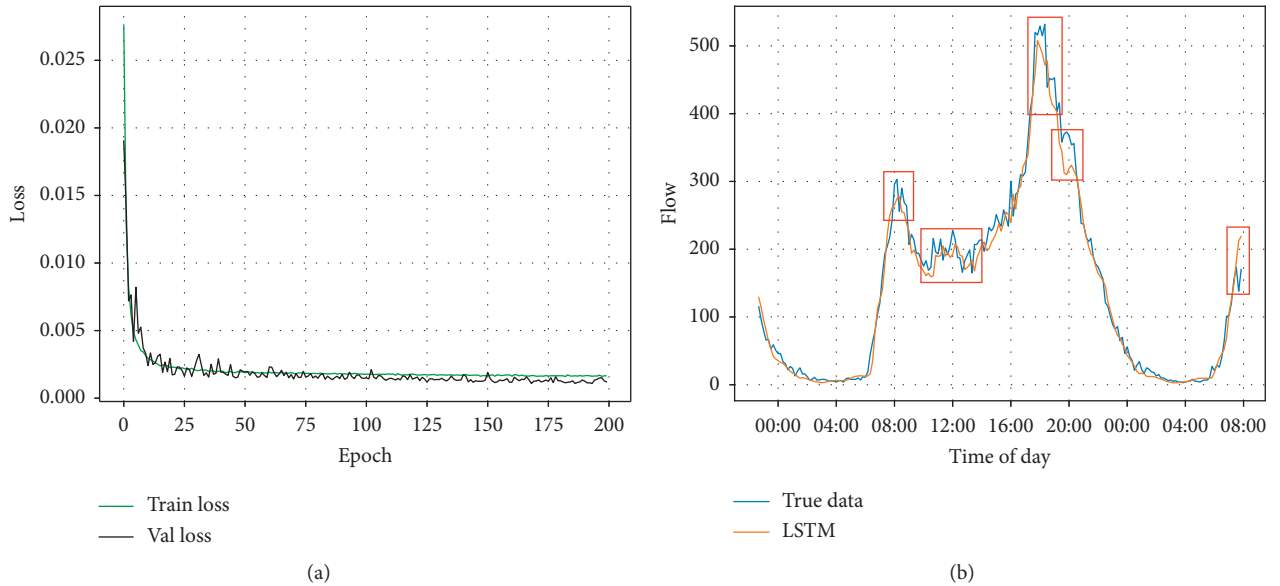 0.025
0.020
0.015
0.010
0.005
0.000
Loss
0 25 50 75 100 125 150 175 200
Epoch
Train loss
Val loss
(a)
500
400
300
200
100
0
Flow
00:00 04:00 08:00 12:00 16:00 20:00 00:00 04:00 08:00
Time of day
True data
LSTM
(b)